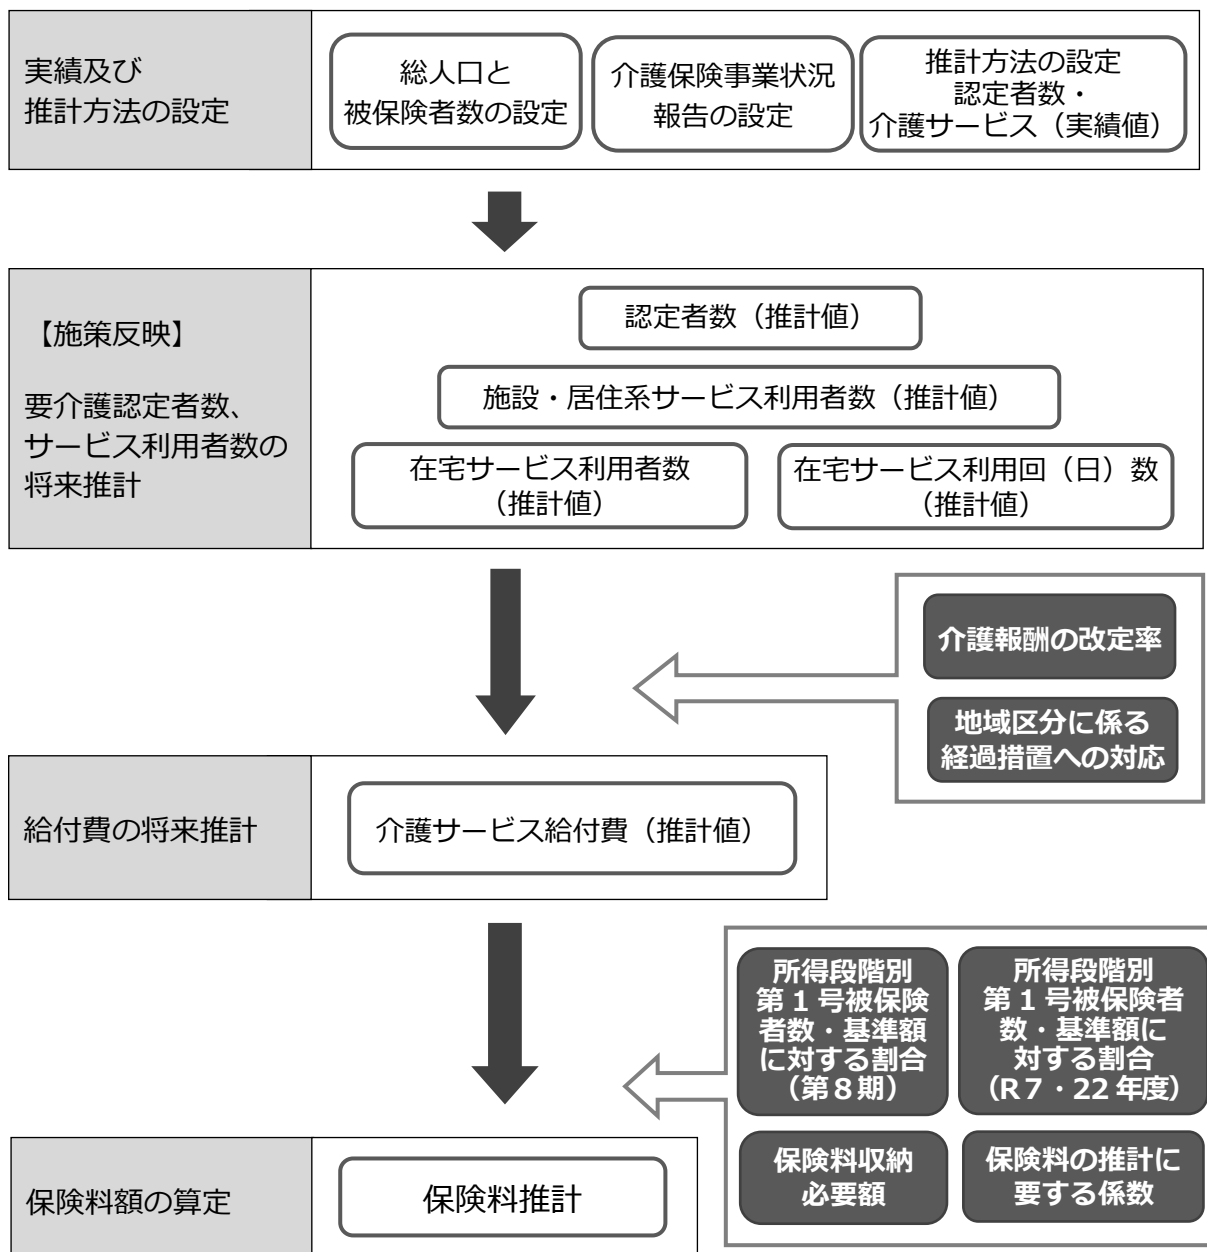 実績及び
推計方法の設定
総人口と
被保険者数の設定
介護保険事業状況
報告の設定
推計方法の設定
認定者数・
介護サービス（実績値）
【施策反映】
要介護認定者数、
サービス利用者数の
将来推計
認定者数（推計値）
施設・居住系サービス利用者数（推計値）
在宅サービス利用者数
（推計値）
在宅サービス利用回（日）数
（推計値）
介護報酬の改定率
地域区分に係る
経過措置への対応
給付費の将来推計
介護サービス給付費（推計値）
所得段階別
第１号被保険
者数・基準額
に対する割合
（第８期）
所得段階別
第１号被保険者
数・基準額に
対する割合
（R７・22 年度）
保険料収納
必要額
保険料の推計に
要する係数
保険料額の算定
保険料推計